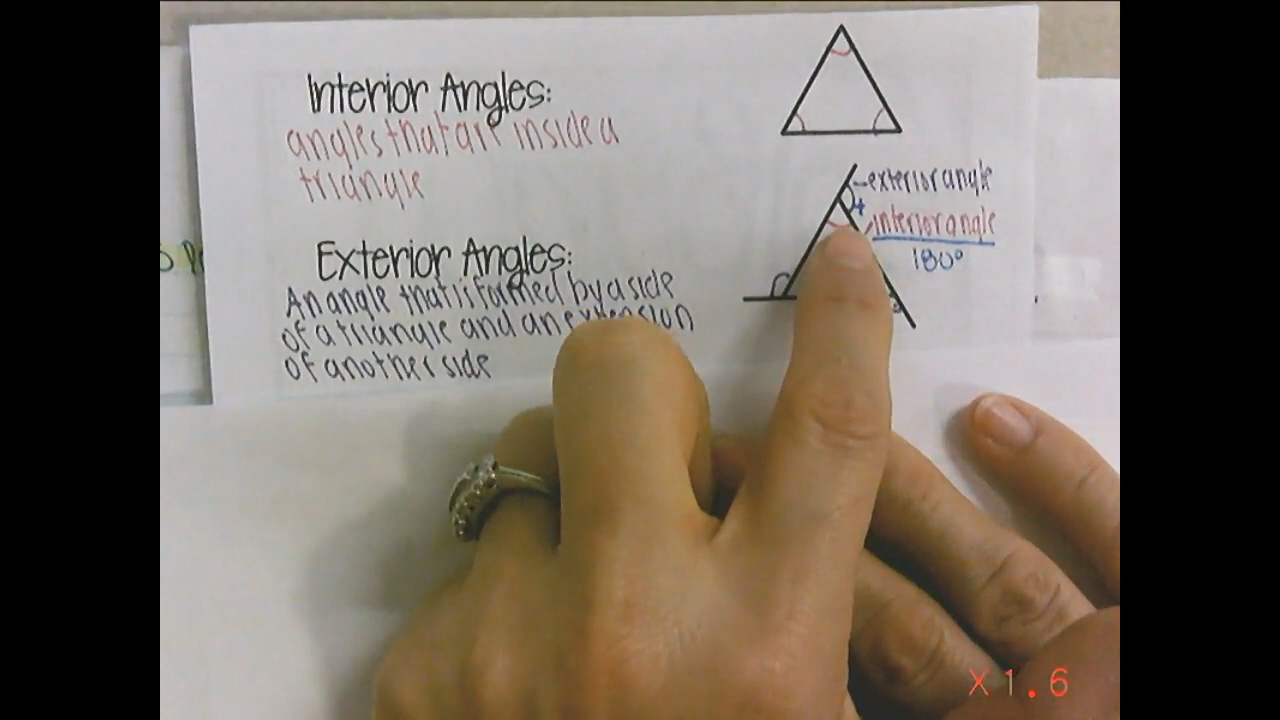 Interior Angles:
angles that are inside a
triangle
exterior angle
+
interior angle
180°
Exterior Angles:
An angle that is formed by a side
of a triangle and an extension
of another side
X1.6